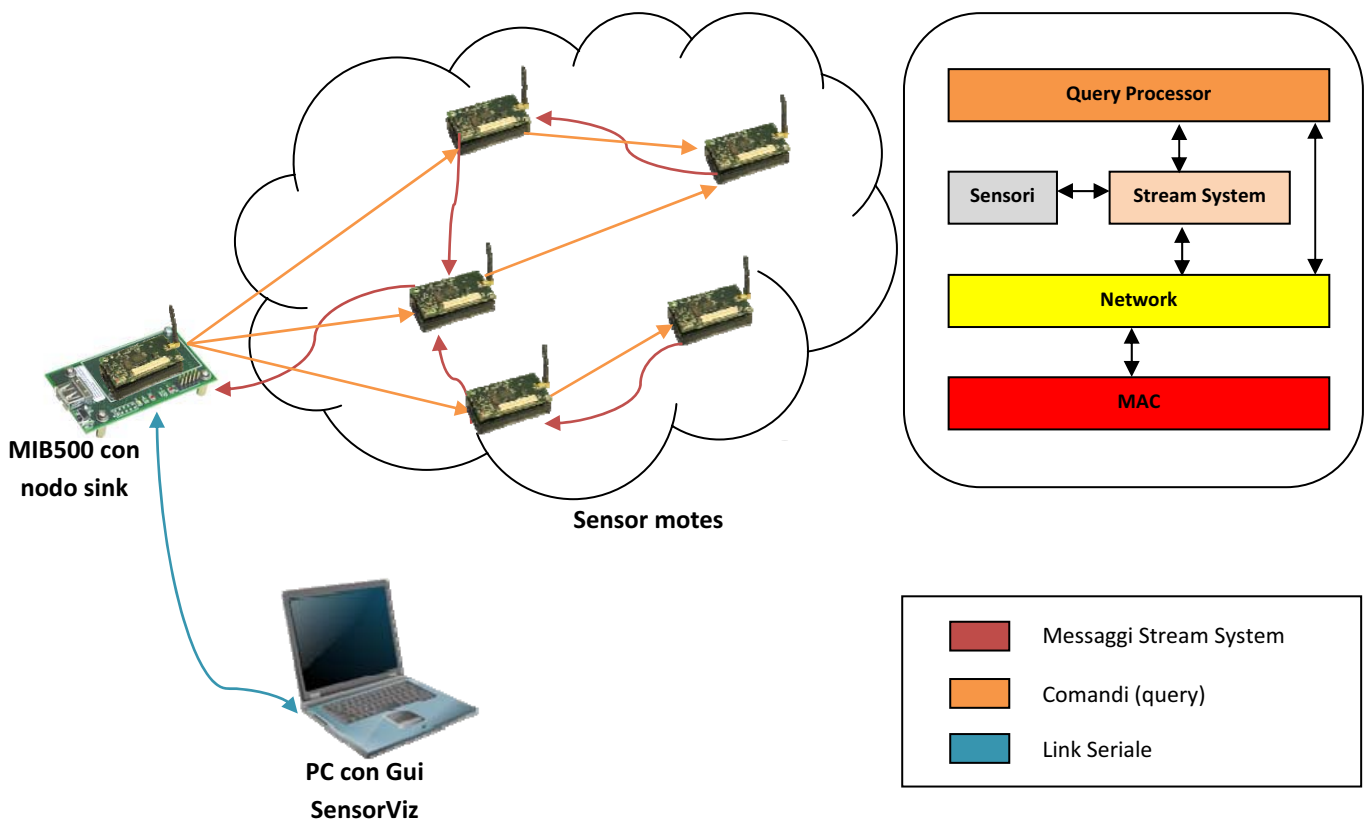 Query Processor
Sensori
Stream System
Network
MAC
MIB500 con
nodo sink
Sensor motes
PC con Gui
SensorViz
Messaggi Stream System
Comandi (query)
Link Seriale